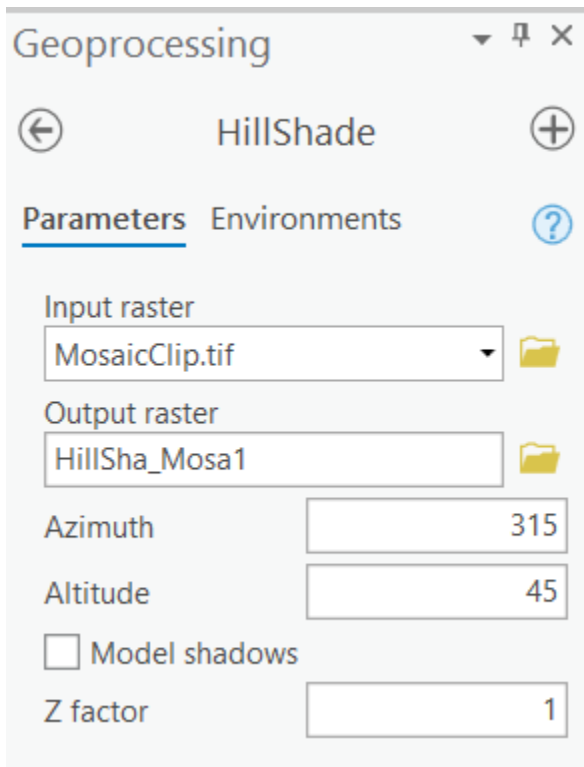 Geoprocessing
HillShade
Parameters Environments
?
Input raster
MosaicClip.tif
Output raster
HillSha_Mosa1
Azimuth 315
Altitude 45
Model shadows
Z factor 1